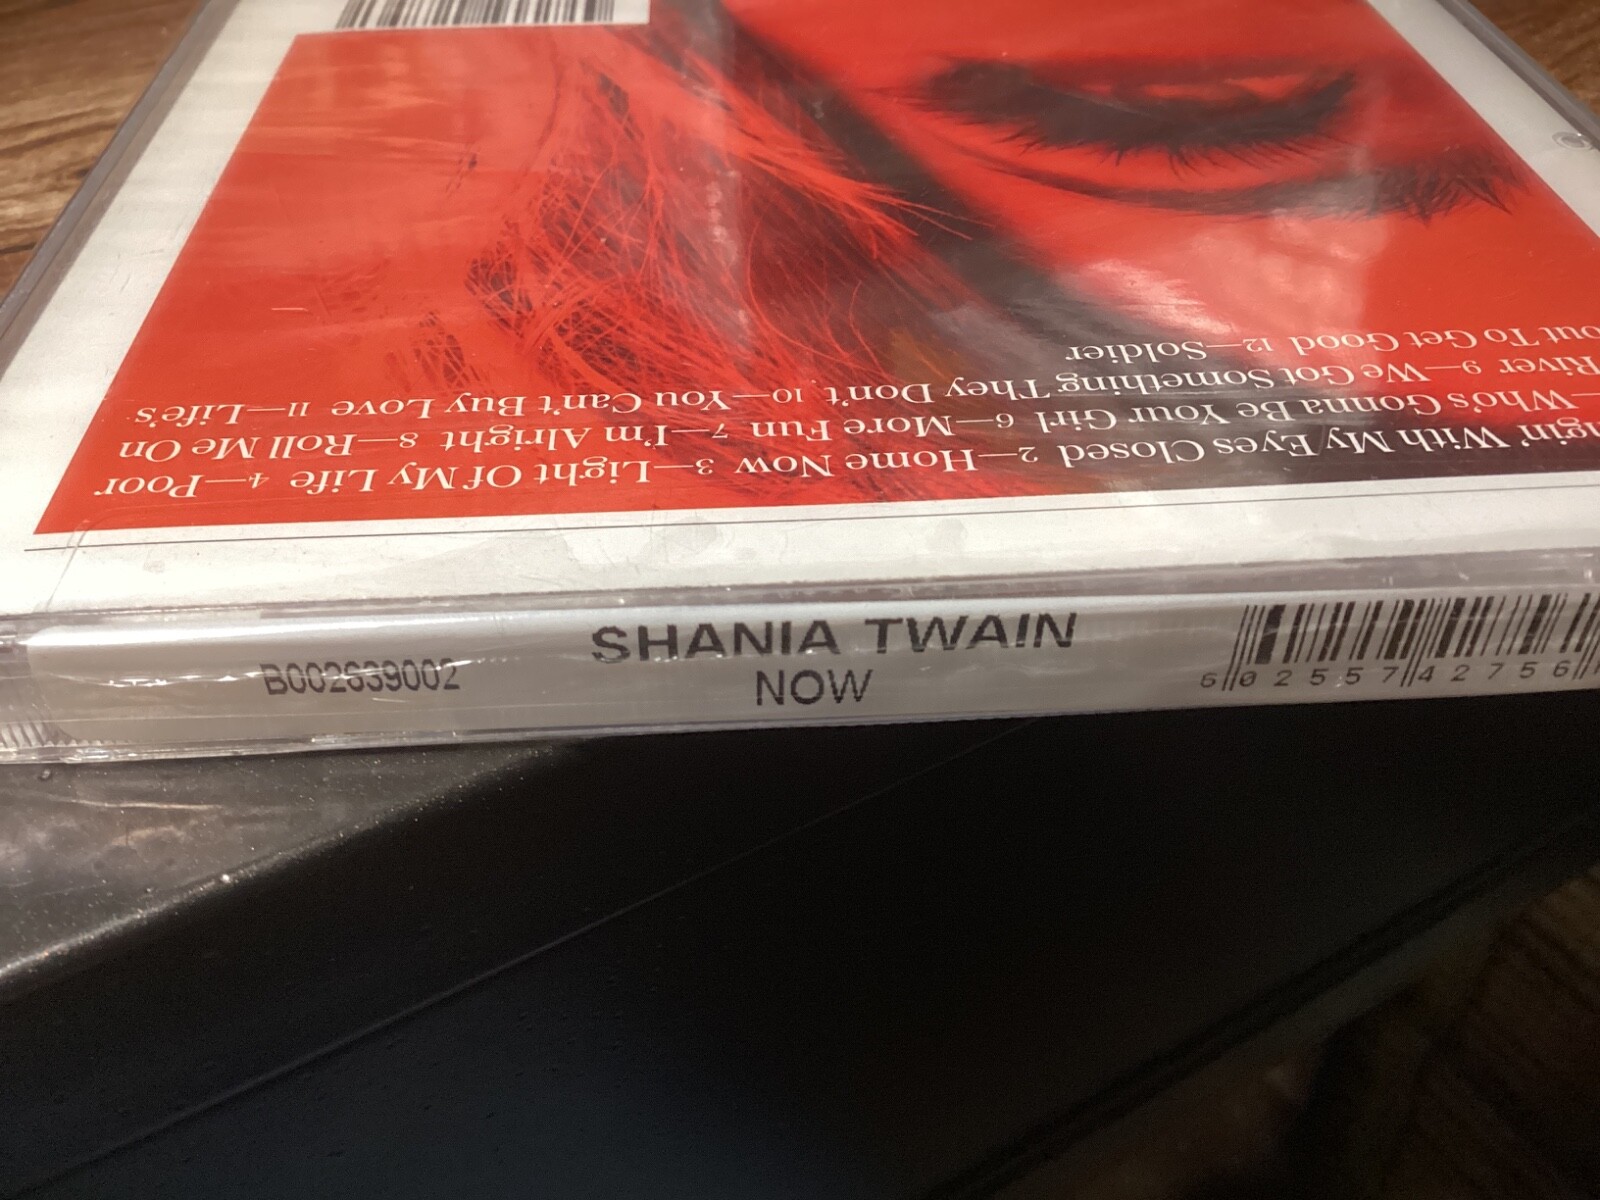 B002639002
SHANIA TWAIN
NOW
6 02557 42756
With My Eyes Closed 2—Home Now 3—Light Of My Life 4—Poor
Who's Gonna Be Your Girl 6—More Fun 7—I'm Alright 8—Roll Me On
River 9—We Got Something They Don't 10—You Can't Buy Love 11—Life's
To Get Good 12—Soldier